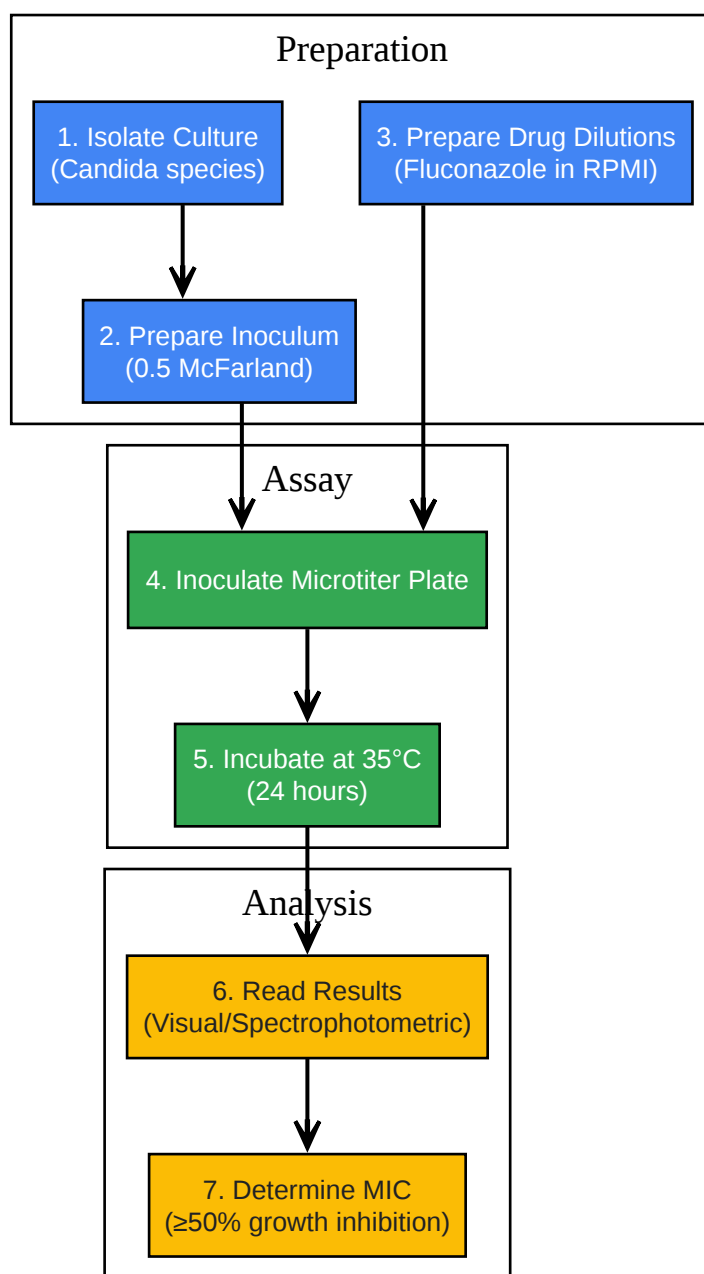 Preparation
1. Isolate Culture
(Candida species)
3. Prepare Drug Dilutions
(Fluconazole in RPMI)
2. Prepare Inoculum
(0.5 McFarland)
Assay
4. Inoculate Microtiter Plate
5. Incubate at 35°C
(24 hours)
Analysis
6. Read Results
(Visual/Spectrophotometric)
7. Determine MIC
(≥50% growth inhibition)